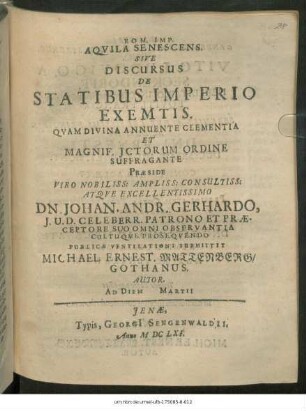 ROM. IMP.
AQVILA SENESCENS.
SIVE
DISCURSUS
DE
STATIBUS IMPERIO
EXEMTIS,
QVAM DIVINA ANNUENTE CLEMENTIA
ET
MAGNIF. JCTORUM ORDINE
SUFFRAGANTE
PRÆSIDE
VIRO NOBILISS: AMPLISS: CONSULTISS:
ATQVE EXCELLENTISSIMO
DN. JOHAN. ANDR. GERHARDO,
J. U. D. CELEBERR. PATRONO ET PRÆ-
CEPTORE SUO OMNI OBSERVANTIA
CULTUQUE PROSEQVENDO
PUBLICÆ VENTILATIONI SUBMITTIT
MICHAEL ERNEST. MATTENBERG/
GOTHANUS.
AUTOR.
AD DIEM MARTII
JENÆ,
Typis, GEORGI SENGENWALDII,
Anno M DC LXI.